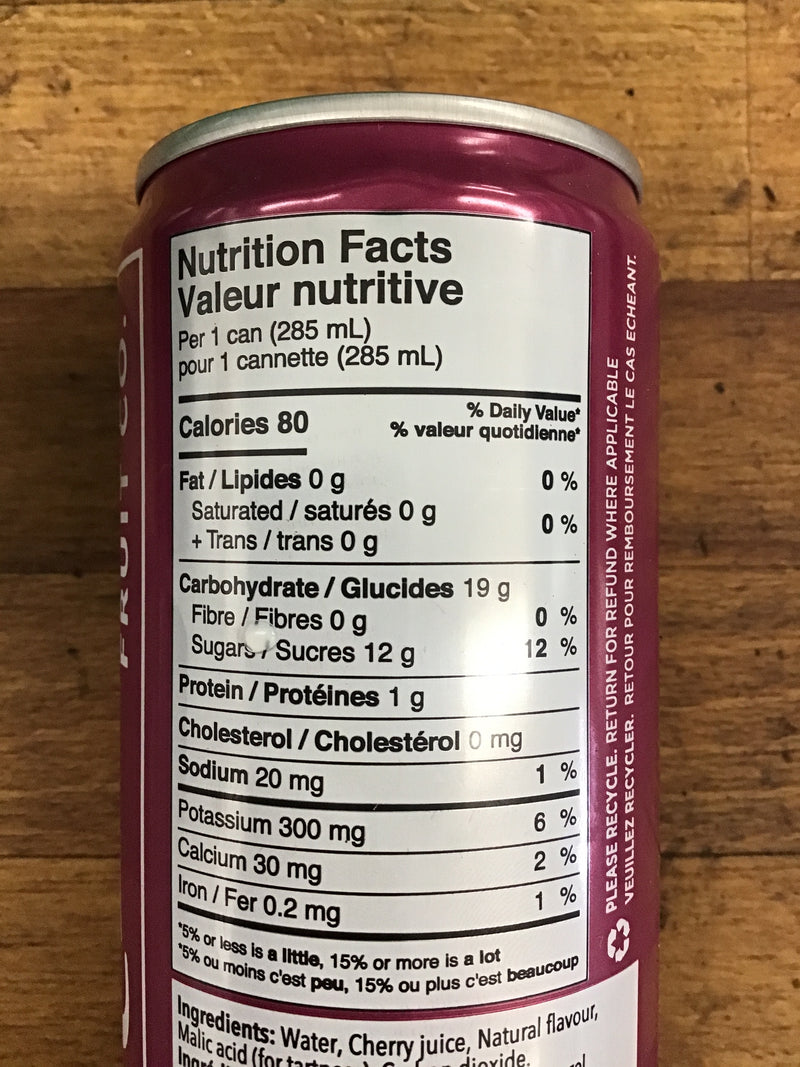 Nutrition Facts
Valeur nutritive
Per 1 can (285 mL)
pour 1 cannette (285 mL)
% Daily Value*
Calories 80
% valeur quotidienne*
Fat / Lipides 0 g 0 %
Saturated / saturés 0 g
+ Trans / trans 0 g 0 %
Carbohydrate / Glucides 19 g
Fibre / Fibres 0 g 0 %
Sugars / Sucres 12 g 12 %
Protein / Protéines 1 g
Cholesterol / Cholestérol 0 mg
Sodium 20 mg 1 %
Potassium 300 mg 6 %
Calcium 30 mg 2 %
Iron / Fer 0.2 mg 1 %
*5% or less is a little, 15% or more is a lot
*5% ou moins c'est peu, 15% ou plus c'est beaucoup
Ingredients: Water, Cherry juice, Natural flavour,
Malic acid (for
PLEASE RECYCLE. RETURN FOR REFUND WHERE APPLICABLE
VEUILLEZ RECYCLER. RETOUR POUR REMBOURSEMENT LE CAS ECHEANT.
FRUIT CO.